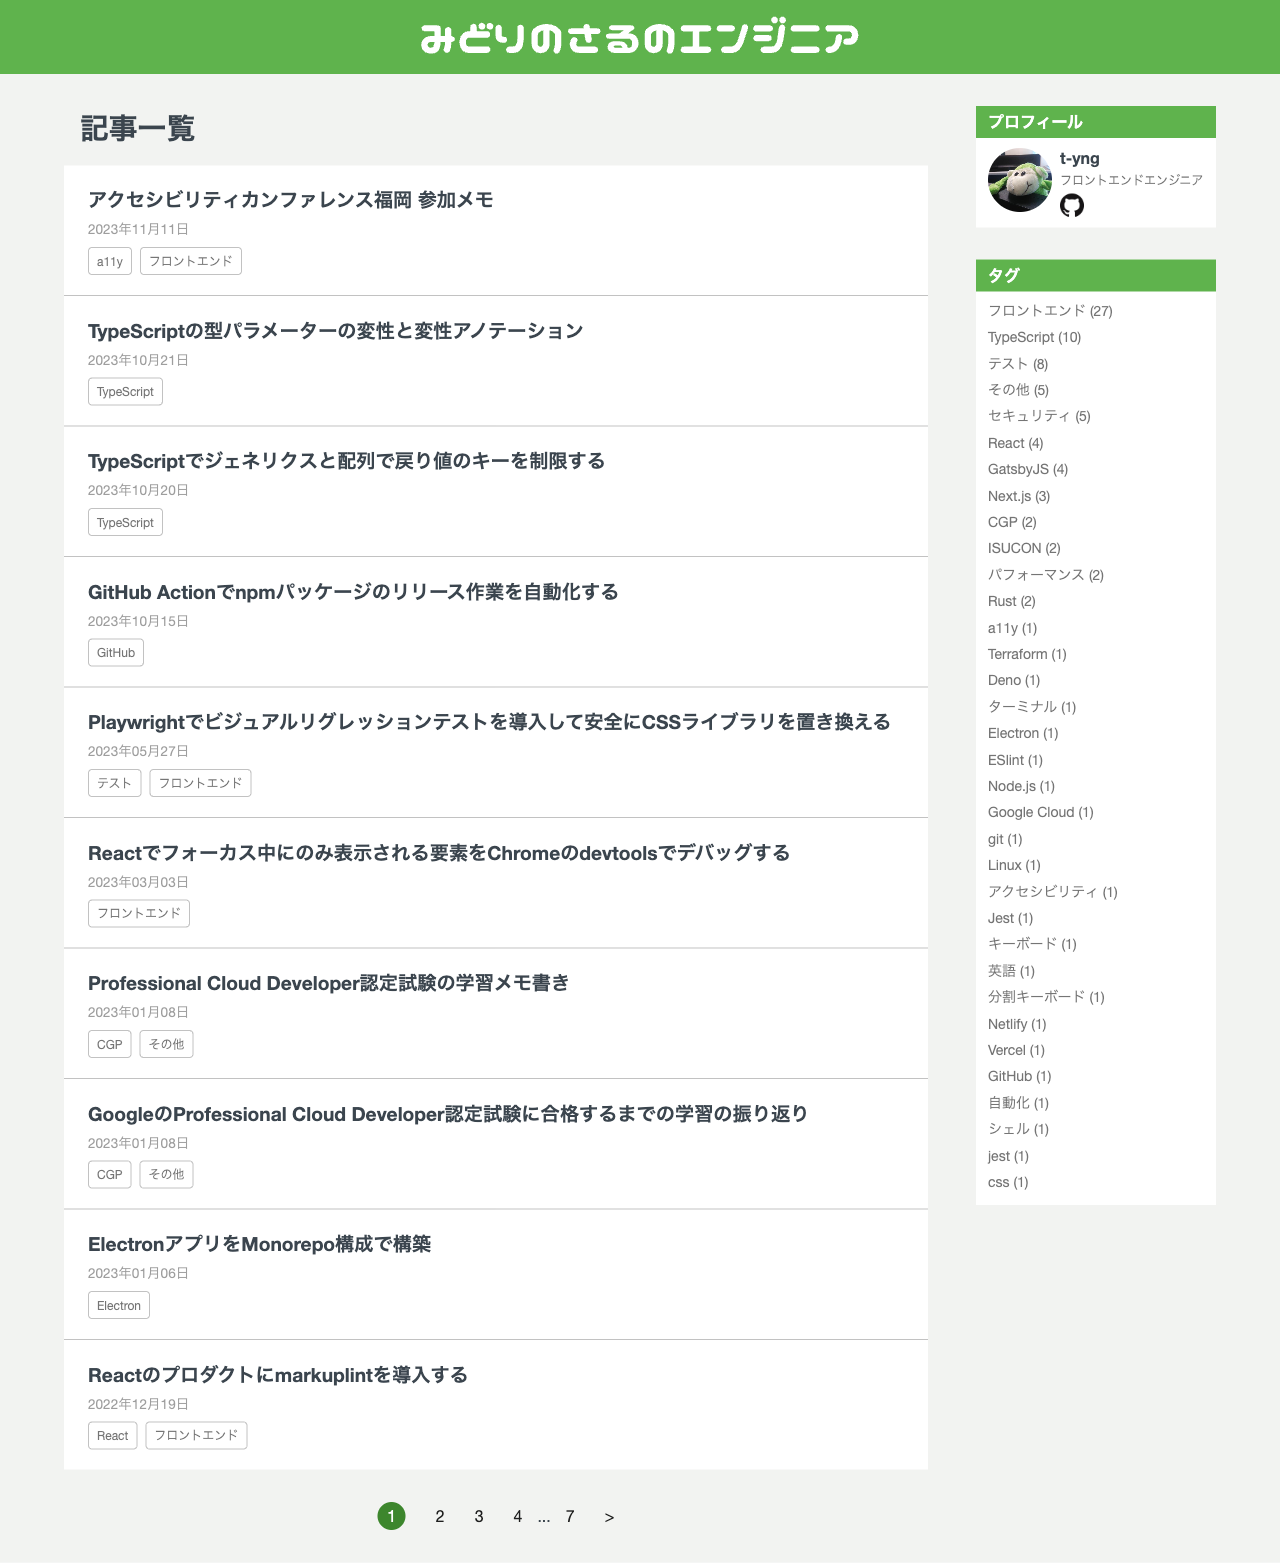 みどりのさるのエンジニア
記事一覧
アクセシビリティカンファレンス福岡 参加メモ
2023年11月11日
a11y フロントエンド
TypeScriptの型パラメーターの変性と変性アノテーション
2023年10月21日
TypeScript
TypeScriptでジェネリクスと配列で戻り値のキーを制限する
2023年10月20日
TypeScript
GitHub Actionでnpmパッケージのリリース作業を自動化する
2023年10月15日
GitHub
Playwrightでビジュアルリグレッションテストを導入して安全にCSSライブラリを置き換える
2023年05月27日
テスト フロントエンド
Reactでフォーカス中にのみ表示される要素をChromeのdevtoolsでデバッグする
2023年03月03日
フロントエンド
Professional Cloud Developer認定試験の学習メモ書き
2023年01月08日
CGP その他
GoogleのProfessional Cloud Developer認定試験に合格するまでの学習の振り返り
2023年01月08日
CGP その他
ElectronアプリをMonorepo構成で構築
2023年01月06日
Electron
Reactのプロダクトにmarkuplintを導入する
2022年12月19日
React フロントエンド
1 2 3 4 ... 7 >
プロフィール
t-yng
フロントエンドエンジニア
タグ
フロントエンド (27)
TypeScript (10)
テスト (8)
その他 (5)
セキュリティ (5)
React (4)
GatsbyJS (4)
Next.js (3)
CGP (2)
ISUCON (2)
パフォーマンス (2)
Rust (2)
a11y (1)
Terraform (1)
Deno (1)
ターミナル (1)
Electron (1)
ESlint (1)
Node.js (1)
Google Cloud (1)
git (1)
Linux (1)
アクセシビリティ (1)
Jest (1)
キーボード (1)
英語 (1)
分割キーボード (1)
Netlify (1)
Vercel (1)
GitHub (1)
自動化 (1)
シェル (1)
jest (1)
css (1)